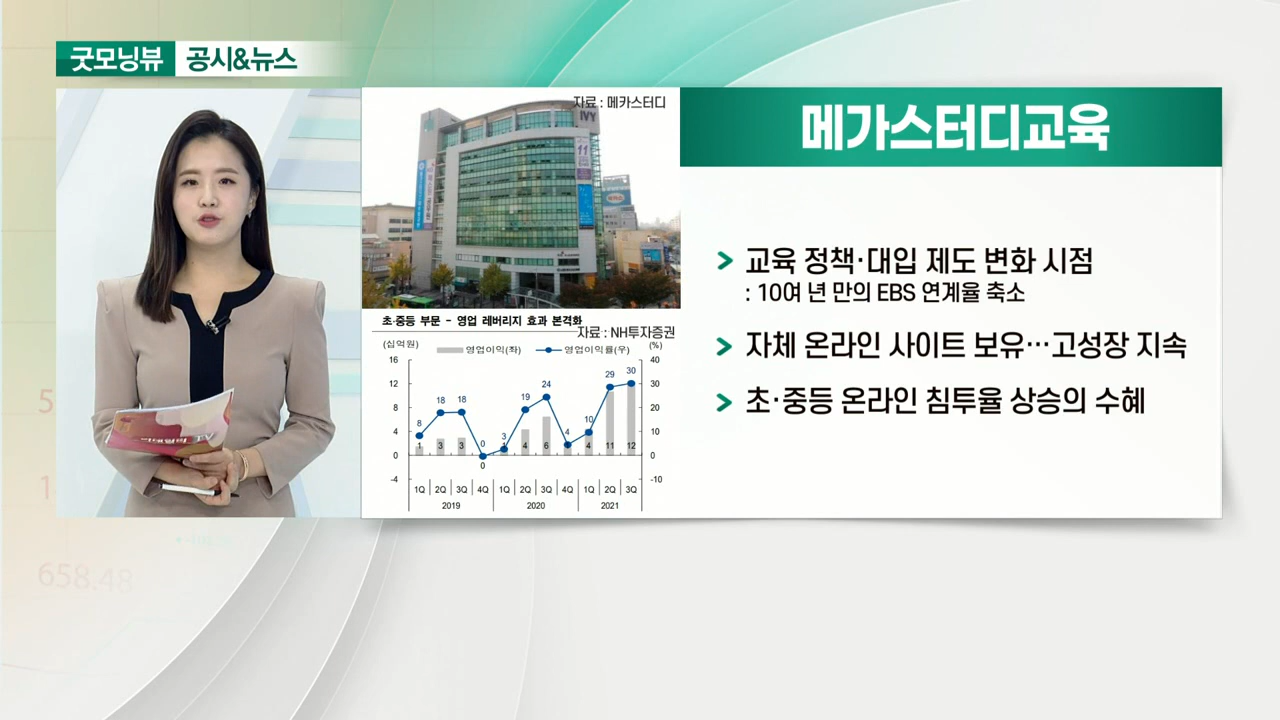 굿모닝뷰 공시&뉴스
자료 : 메카스터디
IVY
메가스터디교육
교육 정책·대입 제도 변화 시점
: 10여 년 만의 EBS 연계율 축소
자체 온라인 사이트 보유…고성장 지속
초·중등 온라인 침투율 상승의 수혜
초·중등 부문 - 영업 레버리지 효과 본격화
자료 : NH투자증권
(십억원) 영업이익(좌) 영업이익률(우) (%)
16 40
12 30
8 20
4 10
0 0
-4 -10
8 18 18 0 3 19 24 4 10 29 30
1 3 3 0 1 4 6 1 4 11 12
1Q 2Q 3Q 4Q 1Q 2Q 3Q 4Q 1Q 2Q 3Q
2019 2020 2021
658.48